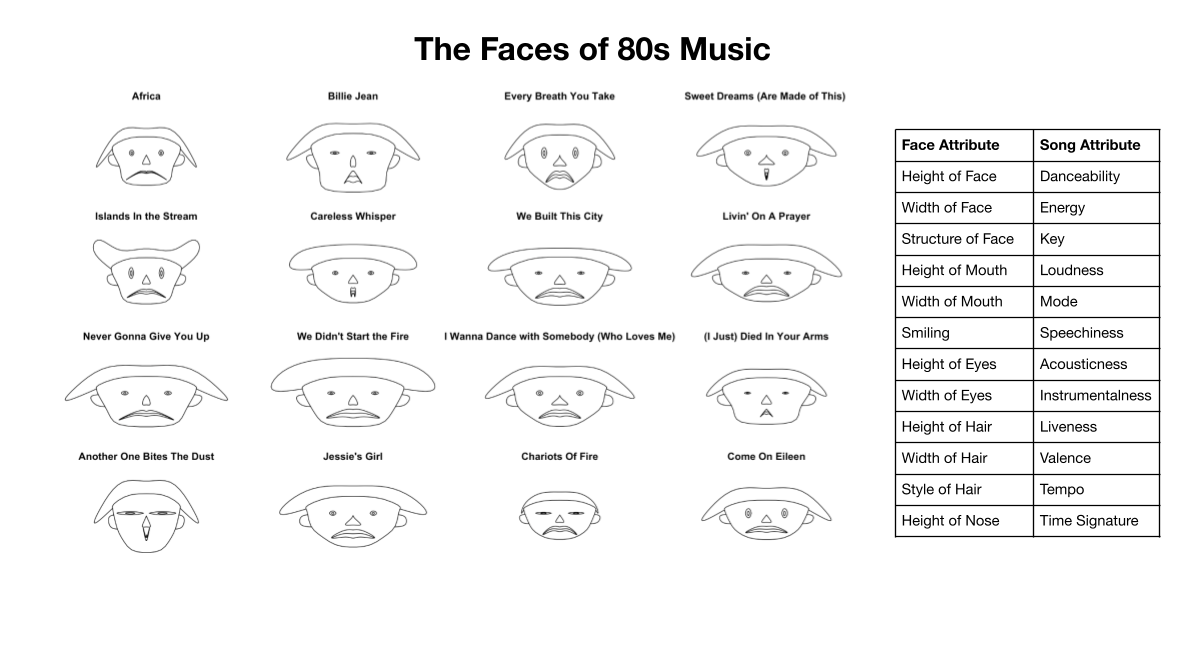 The Faces of 80s Music
Africa
Billie Jean
Every Breath You Take
Sweet Dreams (Are Made of This)
Islands In the Stream
Careless Whisper
We Built This City
Livin' On A Prayer
Never Gonna Give You Up
We Didn't Start the Fire
I Wanna Dance with Somebody (Who Loves Me)
(I Just) Died In Your Arms
Another One Bites The Dust
Jessie's Girl
Chariots Of Fire
Come On Eileen
Face Attribute Song Attribute
Height of Face Danceability
Width of Face Energy
Structure of Face Key
Height of Mouth Loudness
Width of Mouth Mode
Smiling Speechiness
Height of Eyes Acousticness
Width of Eyes Instrumentalness
Height of Hair Liveness
Width of Hair Valence
Style of Hair Tempo
Height of Nose Time Signature